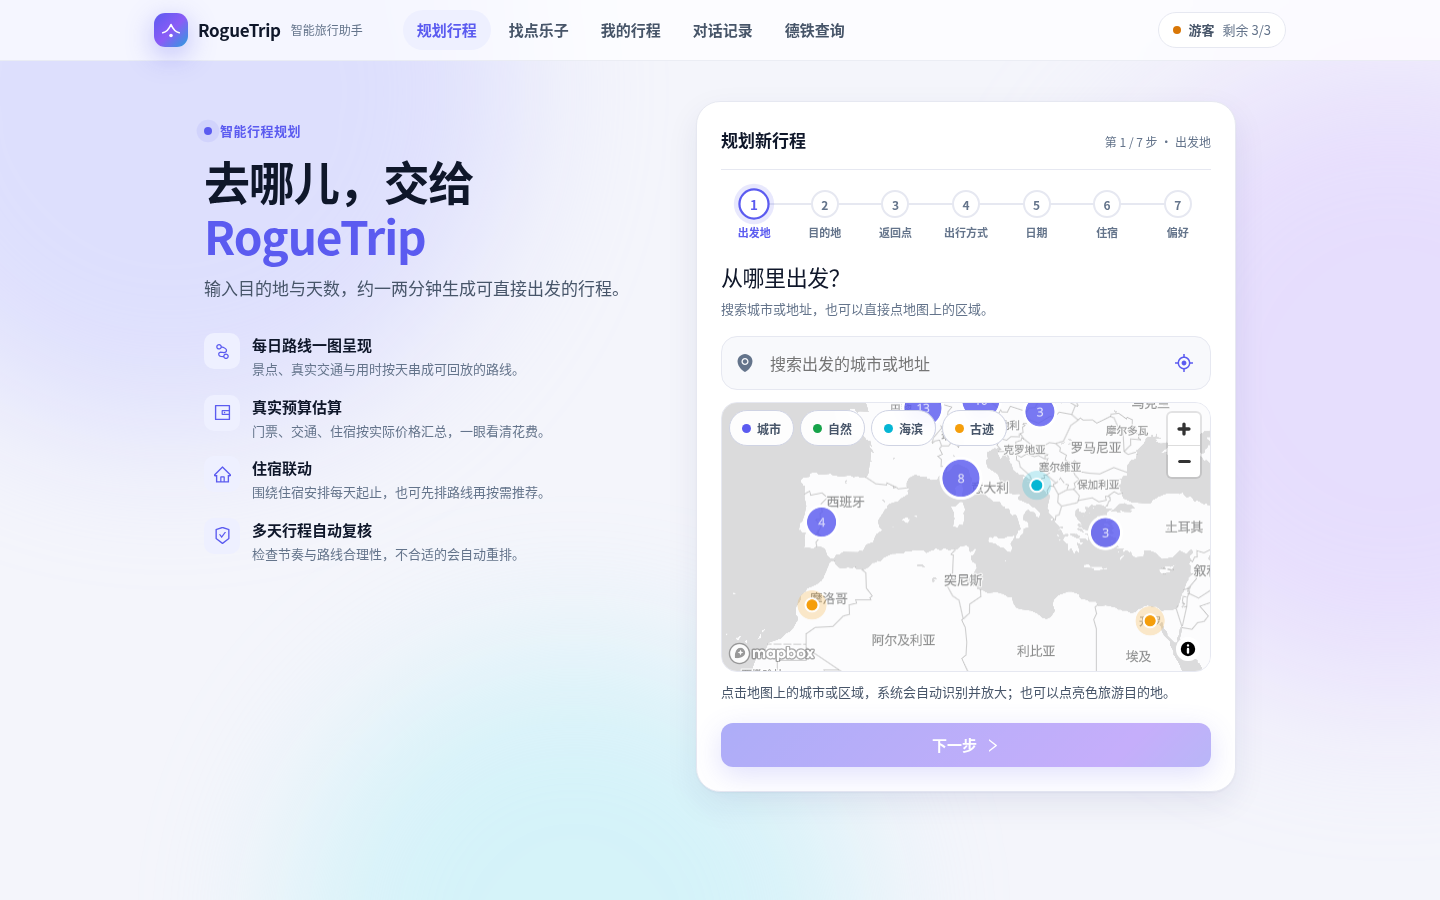 RogueTrip 智能旅行助手 规划行程 找点乐子 我的行程 对话记录 德铁查询 游客 剩余 3/3
智能行程规划
去哪儿，交给
RogueTrip
输入目的地与天数，约一两分钟生成可直接出发的行程。
每日路线一图呈现
景点、真实交通与用时按天串成可回放的路线。
真实预算估算
门票、交通、住宿按实际价格汇总，一眼看清花费。
住宿联动
围绕住宿安排每天起止，也可先排路线再按需推荐。
多天行程自动复核
检查节奏与路线合理性，不合适的会自动重排。
规划新行程 第 1 / 7 步 · 出发地
1 2 3 4 5 6 7
出发地 目的地 返回点 出行方式 日期 住宿 偏好
从哪里出发？
搜索城市或地址，也可以直接点地图上的区域。
搜索出发的城市或地址
13 3
城市 自然 海滨 古迹 摩尔多瓦
克罗地亚 罗马尼亚
塞尔维亚
8 大利 保加利亚
西班牙
4 3 土耳其
突尼斯
摩洛哥
阿尔及利亚 利比亚 埃及
mapbox
点击地图上的城市或区域，系统会自动识别并放大；也可以点亮色旅游目的地。
下一步